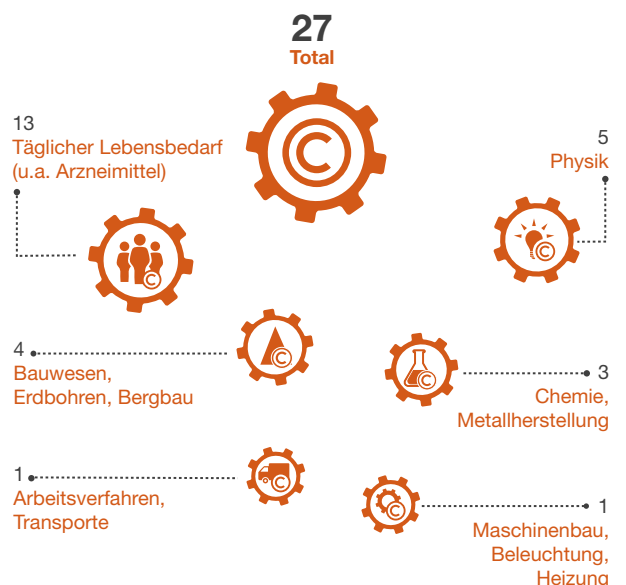 27
Total
13
Täglicher Lebensbedarf
(u.a. Arzneimittel)
5
Physik
4
Bauwesen,
Erdbohren, Bergbau
3
Chemie,
Metallherstellung
1
Arbeitsverfahren,
Transporte
1
Maschinenbau,
Beleuchtung,
Heizung